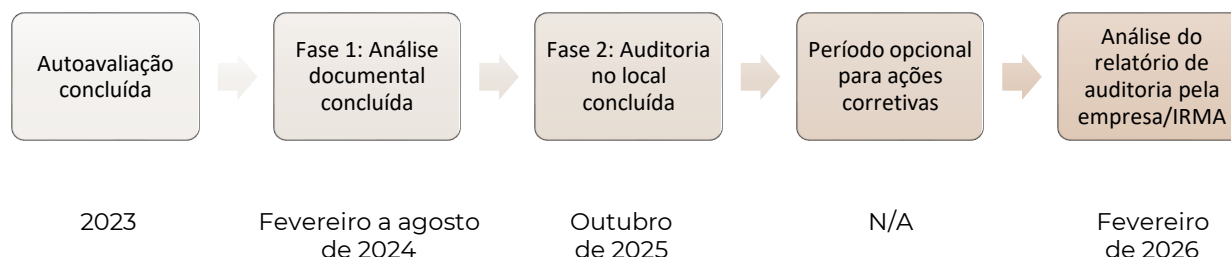 Autoavaliação
concluída
Fase 1: Análise
documental
concluída
Fase 2: Auditoria
no local
concluída
Período opcional
para ações
corretivas
Análise do
relatório de
auditoria pela
empresa/IRMA
2023
Fevereiro a agosto
de 2024
Outubro
de 2025
N/A
Fevereiro
de 2026